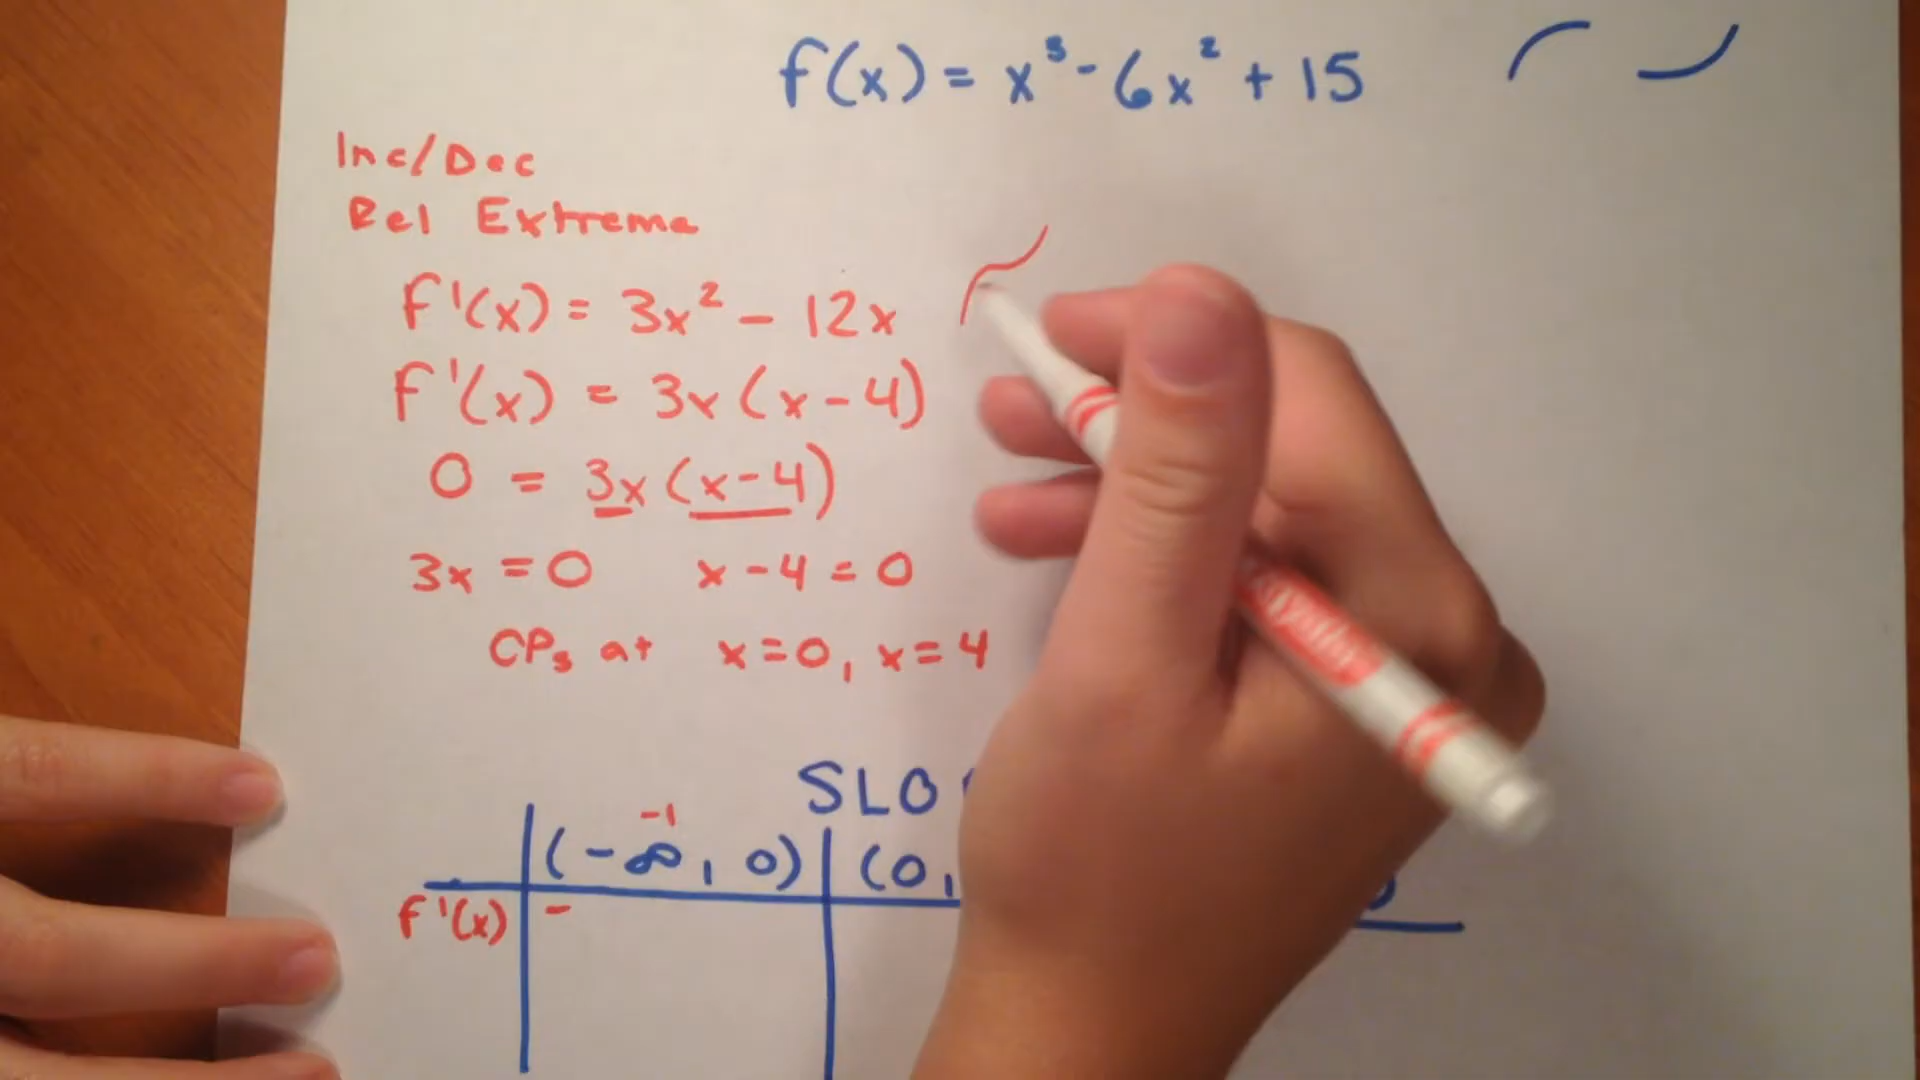 f(x) = x³ - 6x² + 15
Inc/Dec
Rel Extrema
f'(x) = 3x² - 12x
f'(x) = 3x(x-4)
0 = 3x(x-4)
3x = 0 x-4 = 0
CPs at x=0, x=4
SLO
-1
(-∞, 0) (0,
f'(x) -